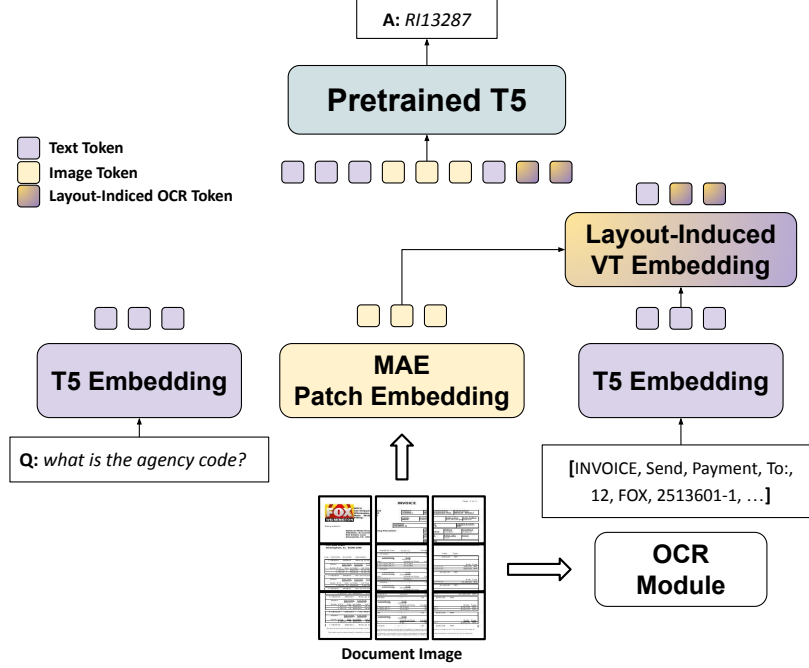 A: RI13287
Pretrained T5
Text Token
Image Token
Layout-Indiced OCR Token
Layout-Induced
VT Embedding
T5 Embedding
MAE
Patch Embedding
T5 Embedding
Q: what is the agency code?
[INVOICE, Send, Payment, To:,
12, FOX, 2513601-1, …]
INVOICE
FOX
OCR
Module
Document Image